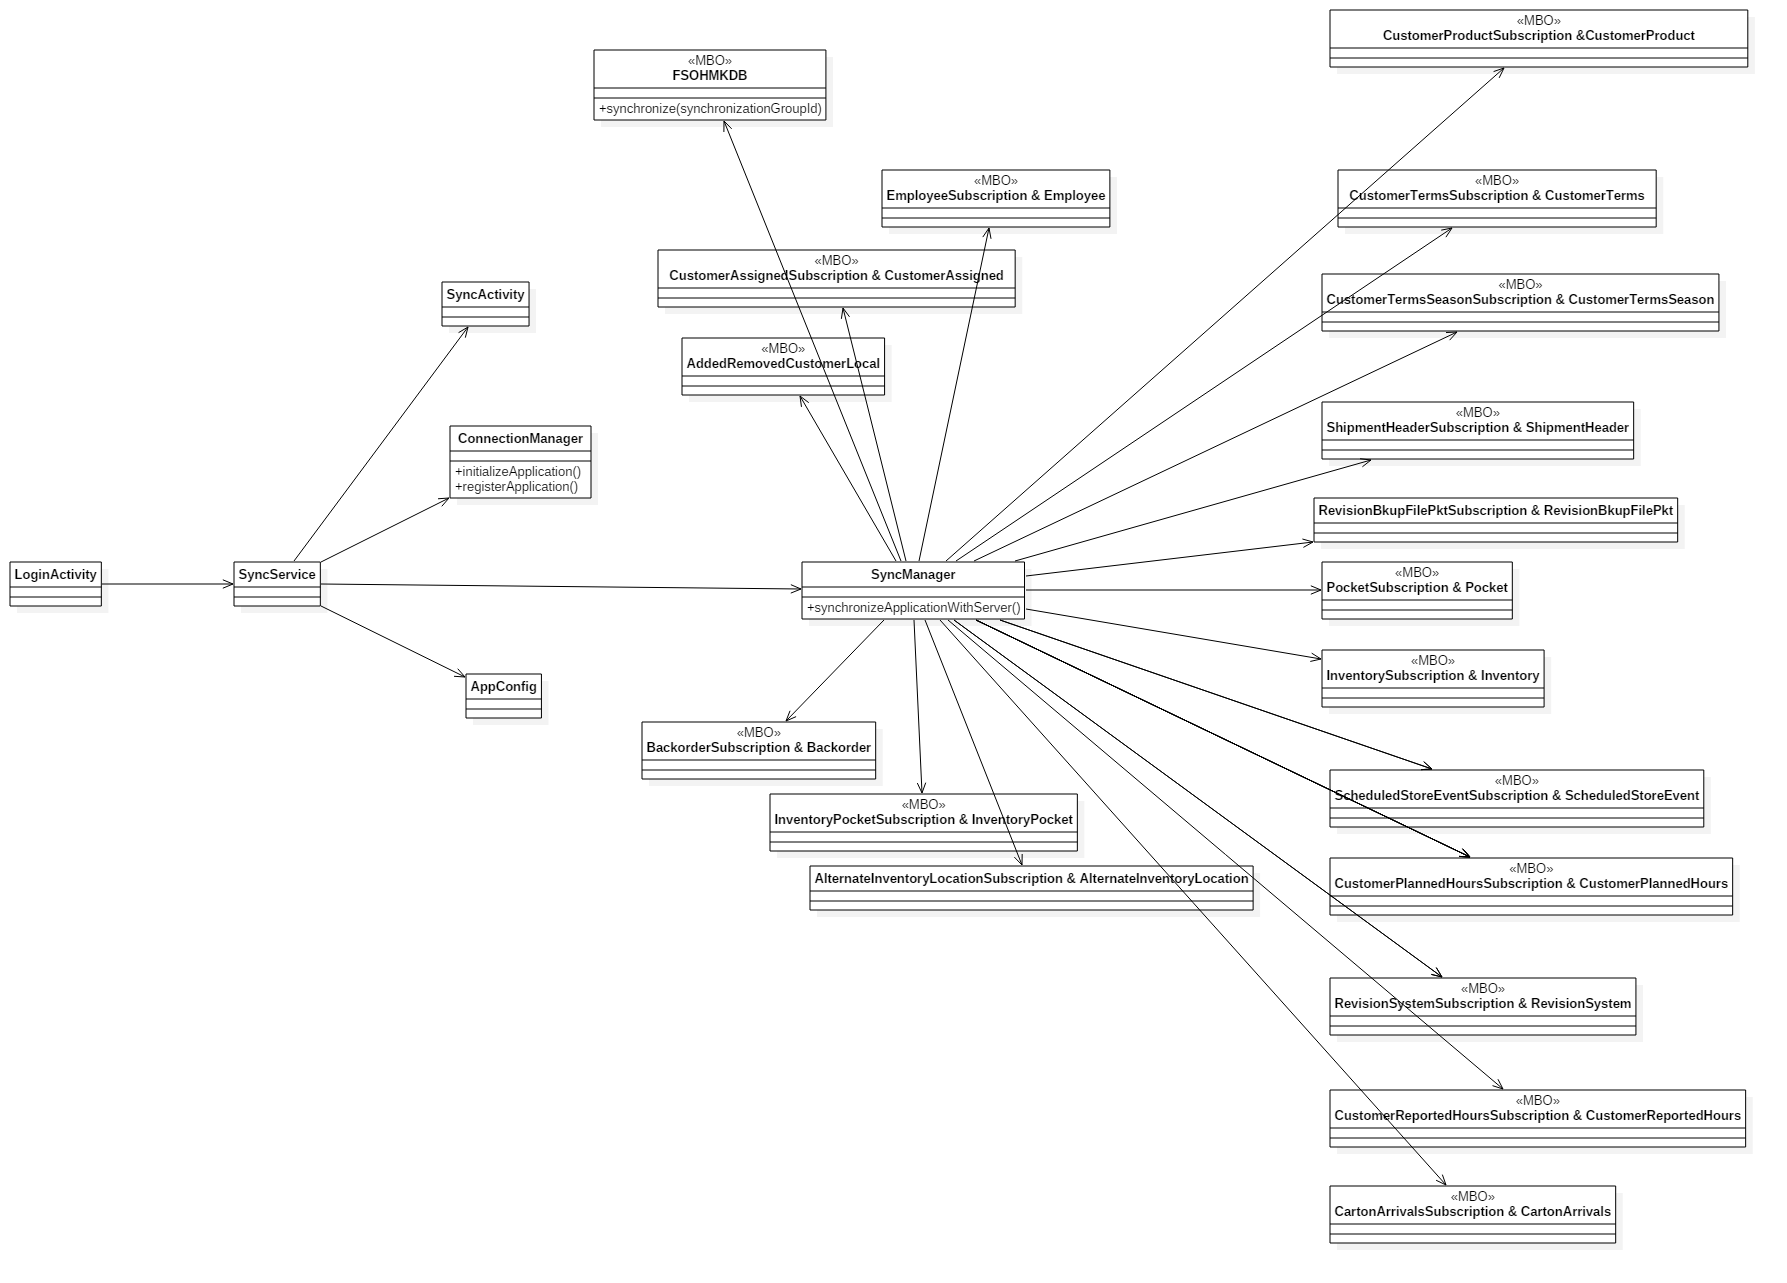 «MBO»
CustomerProductSubscription &CustomerProduct
«MBO»
FSOHMKDB
+synchronize(synchronizationGroupId)
«MBO»
EmployeeSubscription & Employee
«MBO»
CustomerTermsSubscription & CustomerTerms
«MBO»
CustomerAssignedSubscription & CustomerAssigned
«MBO»
CustomerTermsSeasonSubscription & CustomerTermsSeason
SyncActivity
«MBO»
AddedRemovedCustomerLocal
«MBO»
ShipmentHeaderSubscription & ShipmentHeader
ConnectionManager
+initializeApplication()
+registerApplication()
RevisionBkupFilePktSubscription & RevisionBkupFilePkt
LoginActivity
SyncService
SyncManager
+synchronizeApplicationWithServer()
«MBO»
PocketSubscription & Pocket
«MBO»
InventorySubscription & Inventory
AppConfig
«MBO»
BackorderSubscription & Backorder
«MBO»
ScheduledStoreEventSubscription & ScheduledStoreEvent
«MBO»
InventoryPocketSubscription & InventoryPocket
«MBO»
CustomerPlannedHoursSubscription & CustomerPlannedHours
AlternateInventoryLocationSubscription & AlternateInventoryLocation
«MBO»
RevisionSystemSubscription & RevisionSystem
«MBO»
CustomerReportedHoursSubscription & CustomerReportedHours
«MBO»
CartonArrivalsSubscription & CartonArrivals